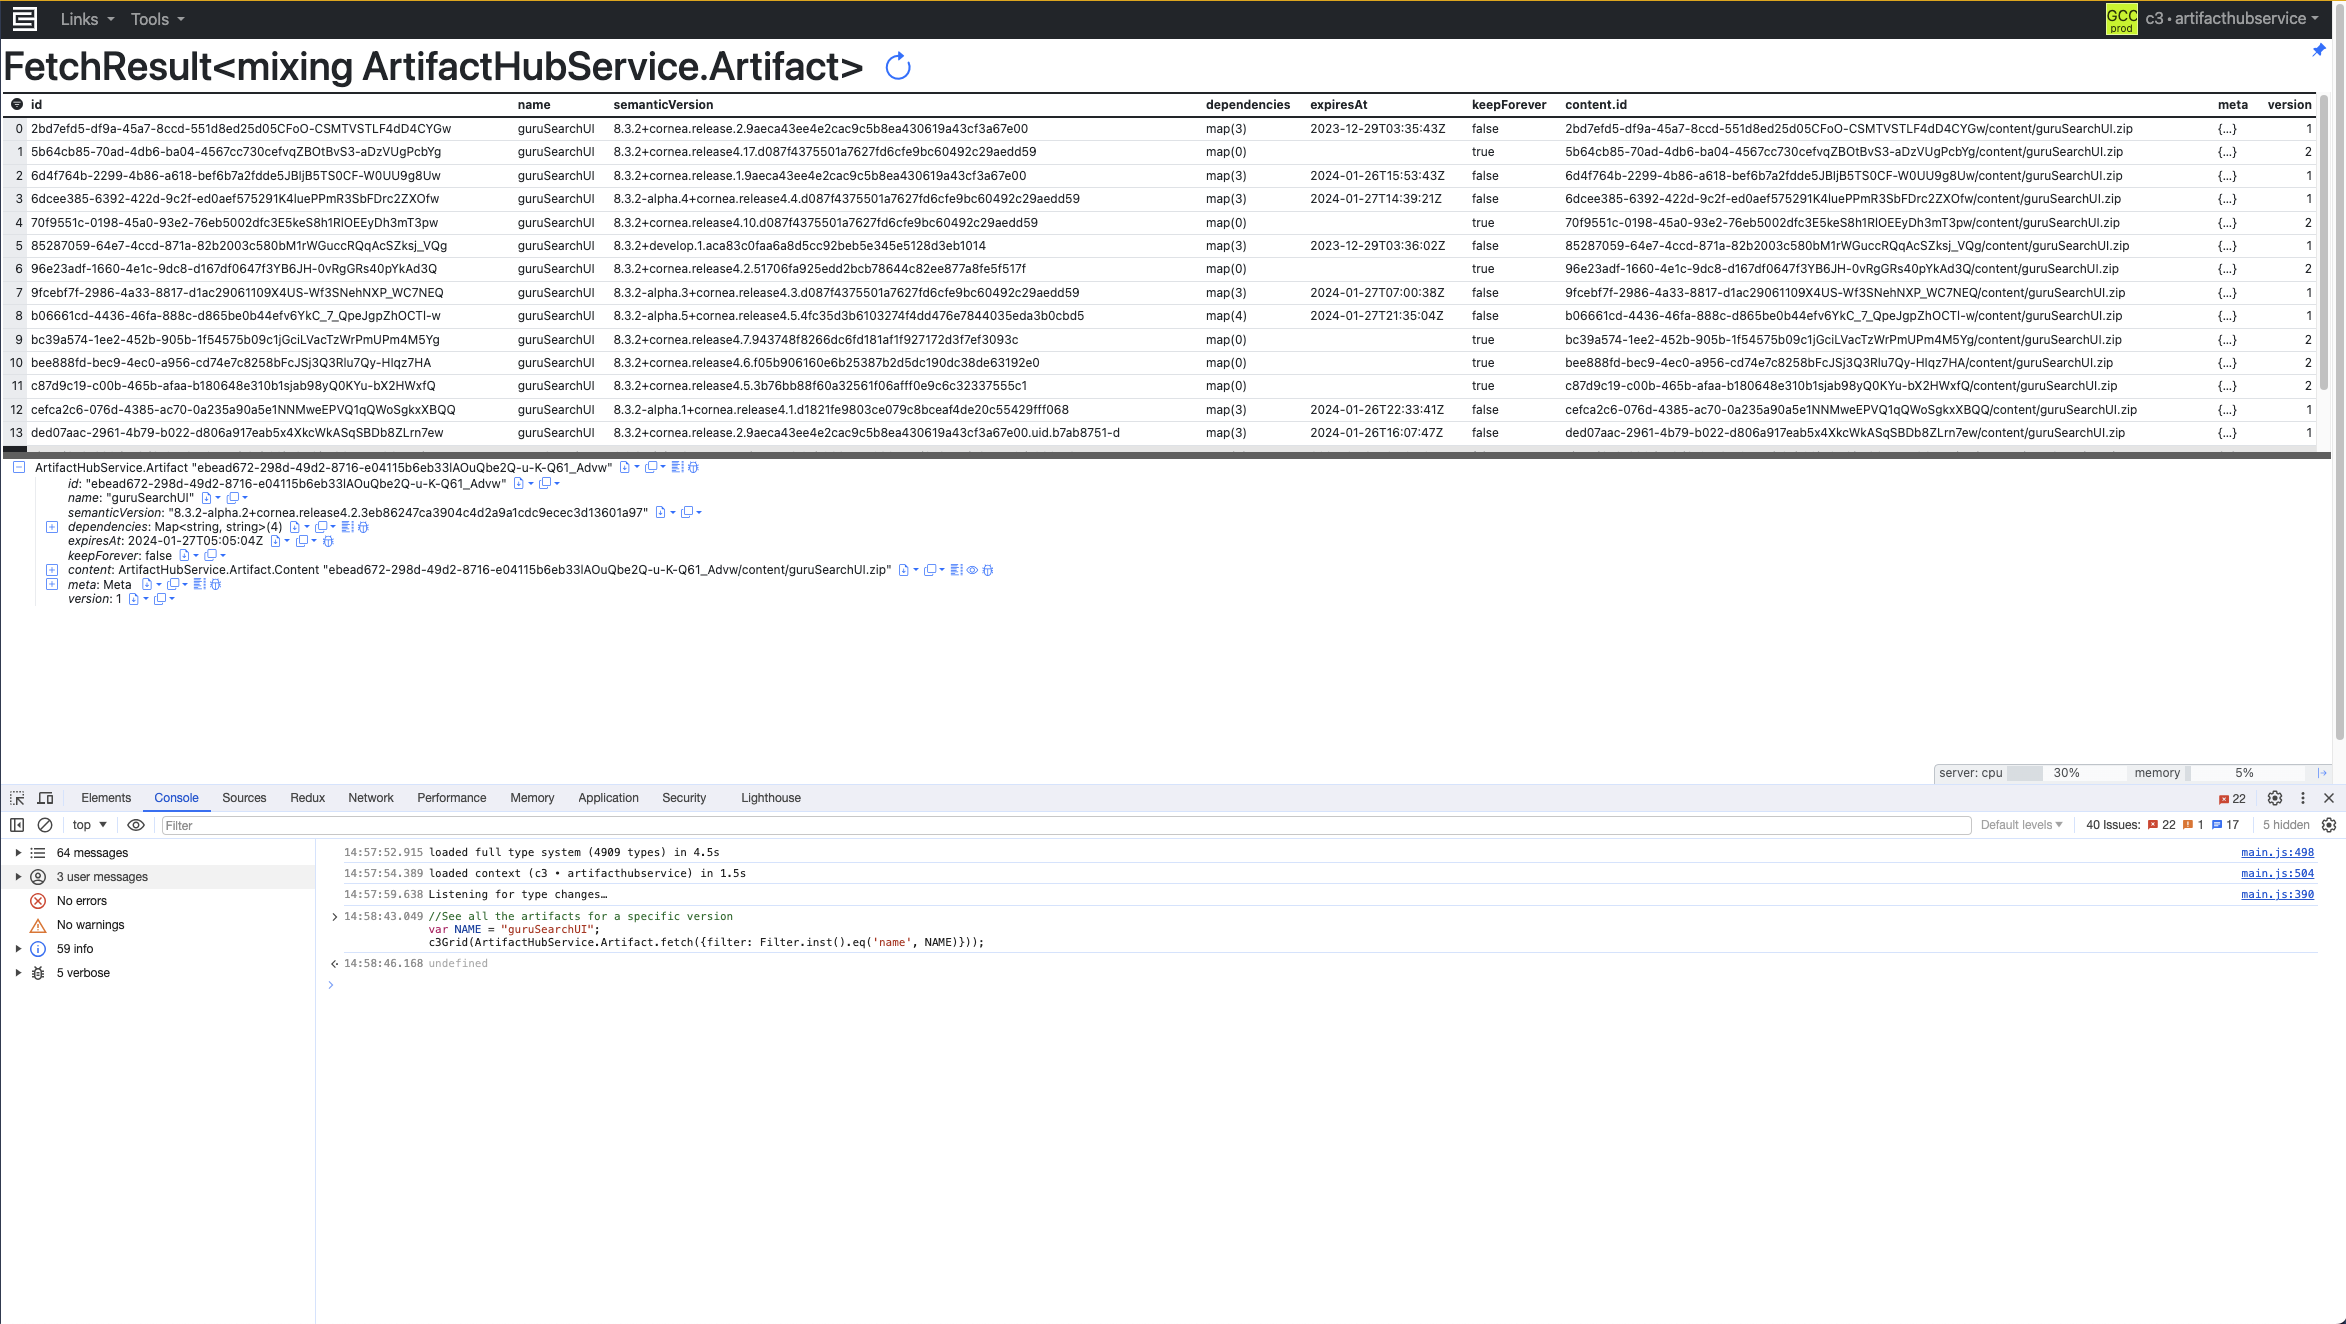 Links Tools GCC prod c3 • artifacthubservice
FetchResult<mixing ArtifactHubService.Artifact>
id name semanticVersion dependencies expiresAt keepForever content.id meta version
0 2bd7efd5-df9a-45a7-8ccd-551d8ed25d05CFoO-CSMTVSTLF4dD4CYGw guruSearchUI 8.3.2+cornea.release.2.9aeca43ee4e2cac9c5b8ea430619a43cf3a67e00 map(3) 2023-12-29T03:35:43Z false 2bd7efd5-df9a-45a7-8ccd-551d8ed25d05CFoO-CSMTVSTLF4dD4CYGw/content/guruSearchUI.zip {...} 1
1 5b64cb85-70ad-4db6-ba04-4567cc730cefvqZBOtBvS3-aDzVUgPcbYg guruSearchUI 8.3.2+cornea.release4.17.d087f4375501a7627fd6cfe9bc60492c29aedd59 map(0) true 5b64cb85-70ad-4db6-ba04-4567cc730cefvqZBOtBvS3-aDzVUgPcbYg/content/guruSearchUI.zip {...} 2
2 6d4f764b-2299-4b86-a618-bef6b7a2fdde5JBIjB5TS0CF-W0UU9g8Uw guruSearchUI 8.3.2+cornea.release.1.9aeca43ee4e2cac9c5b8ea430619a43cf3a67e00 map(3) 2024-01-26T15:53:43Z false 6d4f764b-2299-4b86-a618-bef6b7a2fdde5JBIjB5TS0CF-W0UU9g8Uw/content/guruSearchUI.zip {...} 1
3 6dcee385-6392-422d-9c2f-ed0aef575291K4luePPmR3SbFDrc2ZXOfw guruSearchUI 8.3.2-alpha.4+cornea.release4.4.d087f4375501a7627fd6cfe9bc60492c29aedd59 map(3) 2024-01-27T14:39:21Z false 6dcee385-6392-422d-9c2f-ed0aef575291K4luePPmR3SbFDrc2ZXOfw/content/guruSearchUI.zip {...} 1
4 70f9551c-0198-45a0-93e2-76eb5002dfc3E5keS8h1RIOEEyDh3mT3pw guruSearchUI 8.3.2+cornea.release4.10.d087f4375501a7627fd6cfe9bc60492c29aedd59 map(0) true 70f9551c-0198-45a0-93e2-76eb5002dfc3E5keS8h1RIOEEyDh3mT3pw/content/guruSearchUI.zip {...} 2
5 85287059-64e7-4ccd-871a-82b2003c580bM1rWGuccRQqAcSZksj_VQg guruSearchUI 8.3.2+develop.1.aca83c0faa6a8d5cc92beb5e345e5128d3eb1014 map(3) 2023-12-29T03:36:02Z false 85287059-64e7-4ccd-871a-82b2003c580bM1rWGuccRQqAcSZksj_VQg/content/guruSearchUI.zip {...} 1
6 96e23adf-1660-4e1c-9dc8-d167df0647f3YB6JH-0vRgGRs40pYkAd3Q guruSearchUI 8.3.2+cornea.release4.2.51706fa925edd2bcb78644c82ee877a8fe5f517f map(0) true 96e23adf-1660-4e1c-9dc8-d167df0647f3YB6JH-0vRgGRs40pYkAd3Q/content/guruSearchUI.zip {...} 2
7 9fcebf7f-2986-4a33-8817-d1ac29061109X4US-Wf3SNehNXP_WC7NEQ guruSearchUI 8.3.2-alpha.3+cornea.release4.3.d087f4375501a7627fd6cfe9bc60492c29aedd59 map(3) 2024-01-27T07:00:38Z false 9fcebf7f-2986-4a33-8817-d1ac29061109X4US-Wf3SNehNXP_WC7NEQ/content/guruSearchUI.zip {...} 1
8 b06661cd-4436-46fa-888c-d865be0b44efv6YkC_7_QpeJgpZhOCTI-w guruSearchUI 8.3.2-alpha.5+cornea.release4.5.4fc35d3b6103274f4dd476e7844035eda3b0cbd5 map(4) 2024-01-27T21:35:04Z false b06661cd-4436-46fa-888c-d865be0b44efv6YkC_7_QpeJgpZhOCTI-w/content/guruSearchUI.zip {...} 1
9 bc39a574-1ee2-452b-905b-1f54575b09c1jGciLVacTzWrPmUPm4M5Yg guruSearchUI 8.3.2+cornea.release4.7.943748f8266dc6fd181af1f927172d3f7ef3093c map(0) true bc39a574-1ee2-452b-905b-1f54575b09c1jGciLVacTzWrPmUPm4M5Yg/content/guruSearchUI.zip {...} 2
10 bee888fd-bec9-4ec0-a956-cd74e7c8258bFcJSj3Q3Rlu7Qy-Hlqz7HA guruSearchUI 8.3.2+cornea.release4.6.f05b906160e6b25387b2d5dc190dc38de63192e0 map(0) true bee888fd-bec9-4ec0-a956-cd74e7c8258bFcJSj3Q3Rlu7Qy-Hlqz7HA/content/guruSearchUI.zip {...} 2
11 c87d9c19-c00b-465b-afaa-b180648e310b1sjab98yQ0KYu-bX2HWxfQ guruSearchUI 8.3.2+cornea.release4.5.3b76bb88f60a32561f06afff0e9c6c32337555c1 map(0) true c87d9c19-c00b-465b-afaa-b180648e310b1sjab98yQ0KYu-bX2HWxfQ/content/guruSearchUI.zip {...} 2
12 cefca2c6-076d-4385-ac70-0a235a90a5e1NNMweEPVQ1qQWoSgkxXBQQ guruSearchUI 8.3.2-alpha.1+cornea.release4.1.d1821fe9803ce079c8bceaf4de20c55429fff068 map(3) 2024-01-26T22:33:41Z false cefca2c6-076d-4385-ac70-0a235a90a5e1NNMweEPVQ1qQWoSgkxXBQQ/content/guruSearchUI.zip {...} 1
13 ded07aac-2961-4b79-b022-d806a917eab5x4XkcWkASqSBDb8ZLrn7ew guruSearchUI 8.3.2+cornea.release.2.9aeca43ee4e2cac9c5b8ea430619a43cf3a67e00.uid.b7ab8751-d map(3) 2024-01-26T16:07:47Z false ded07aac-2961-4b79-b022-d806a917eab5x4XkcWkASqSBDb8ZLrn7ew/content/guruSearchUI.zip {...} 1
ArtifactHubService.Artifact "ebead672-298d-49d2-8716-e04115b6eb33lAOuQbe2Q-u-K-Q61_Advw"
id: "ebead672-298d-49d2-8716-e04115b6eb33lAOuQbe2Q-u-K-Q61_Advw"
name: "guruSearchUI"
semanticVersion: "8.3.2-alpha.2+cornea.release4.2.3eb86247ca3904c4d2a9a1cdc9ecec3d13601a97"
dependencies: Map<string, string>(4)
expiresAt: 2024-01-27T05:05:04Z
keepForever: false
content: ArtifactHubService.Artifact.Content "ebead672-298d-49d2-8716-e04115b6eb33lAOuQbe2Q-u-K-Q61_Advw/content/guruSearchUI.zip"
meta: Meta
version: 1
server: cpu 30% memory 5%
Elements Console Sources Redux Network Performance Memory Application Security Lighthouse 22
top Filter Default levels 40 Issues: 22 1 17 5 hidden
64 messages
3 user messages
No errors
No warnings
59 info
5 verbose
14:57:52.915 loaded full type system (4909 types) in 4.5s main.js:498
14:57:54.389 loaded context (c3 • artifacthubservice) in 1.5s main.js:504
14:57:59.638 Listening for type changes… main.js:390
14:58:43.049 //See all the artifacts for a specific version
var NAME = "guruSearchUI";
c3Grid(ArtifactHubService.Artifact.fetch({filter: Filter.inst().eq('name', NAME)}));
14:58:46.168 undefined